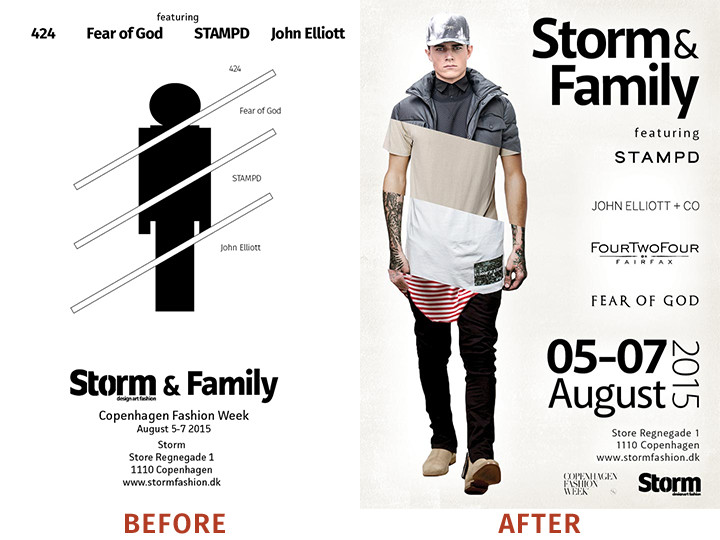 featuring
424 Fear of God STAMPD John Elliott
424
Fear of God
STAMPD
John Elliott
Storm & Family
design art fashion
Copenhagen Fashion Week
August 5-7 2015
Storm
Store Regnegade 1
1110 Copenhagen
www.stormfashion.dk
BEFORE
Storm &
Family
featuring
STAMPD
JOHN ELLIOTT + CO
FOURTWOFOUR
FAIRFAX
FEAR OF GOD
05-07
August
2015
Store Regnegade 1
1110 Copenhagen
www.stormfashion.dk
COPENHAGEN
FASHION
WEEK
Storm
design art fashion
AFTER